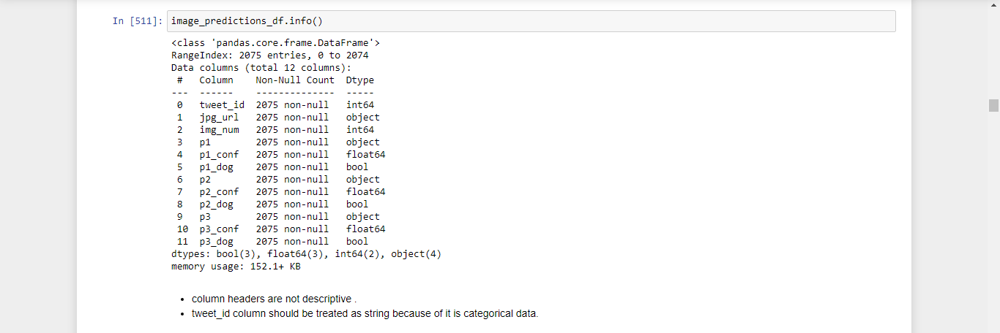 In [511]: image_predictions_df.info()
<class 'pandas.core.frame.DataFrame'>
RangeIndex: 2075 entries, 0 to 2074
Data columns (total 12 columns):
 #   Column    Non-Null Count  Dtype
---  ------    --------------  -----
 0   tweet_id  2075 non-null   int64
 1   jpg_url   2075 non-null   object
 2   img_num   2075 non-null   int64
 3   p1        2075 non-null   object
 4   p1_conf   2075 non-null   float64
 5   p1_dog    2075 non-null   bool
 6   p2        2075 non-null   object
 7   p2_conf   2075 non-null   float64
 8   p2_dog    2075 non-null   bool
 9   p3        2075 non-null   object
 10  p3_conf   2075 non-null   float64
 11  p3_dog    2075 non-null   bool
dtypes: bool(3), float64(3), int64(2), object(4)
memory usage: 152.1+ KB
• column headers are not descriptive .
• tweet_id column should be treated as string because of it is categorical data.